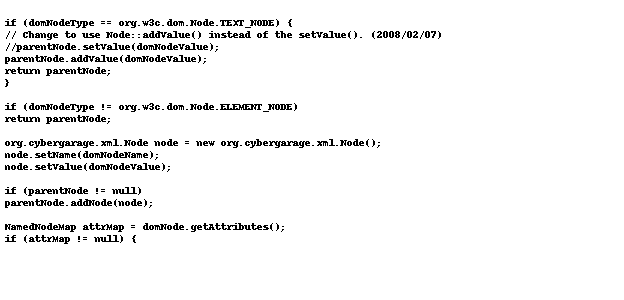 if (domNodeType == org.w3c.dom.Node.TEXT_NODE) {
// Change to use Node::addValue() instead of the setValue(). (2008/02/07)
//parentNode.setValue(domNodeValue);
parentNode.addValue(domNodeValue);
return parentNode;
}
if (domNodeType != org.w3c.dom.Node.ELEMENT_NODE)
return parentNode;
org.cybergarage.xml.Node node = new org.cybergarage.xml.Node();
node.setName(domNodeName);
node.setValue(domNodeValue);
if (parentNode != null)
parentNode.addNode(node);
NamedNodeMap attrMap = domNode.getAttributes();
if (attrMap != null) {